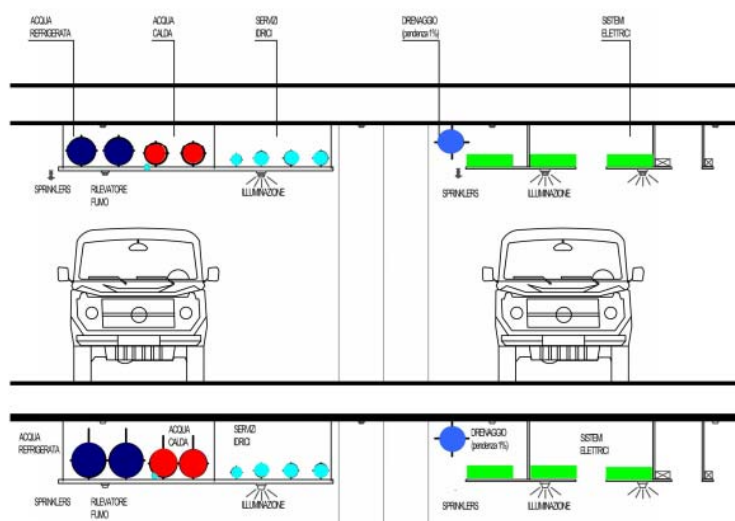 ACQUA
REFRIGERATA
ACQUA
CALDA
SERVIZI
IDRICI
DRENAGGIO
(pendenza 1%)
SISTEMI
ELETTRICI
SPRINKLERS
RILEVATORE
FUMO
ILLUMINAZIONE
SPRINKLERS
ILLUMINAZIONE
ACQUA
REFRIGERATA
ACQUA
CALDA
SERVIZI
IDRICI
DRENAGGIO
(pendenza 1%)
SISTEMI
ELETTRICI
SPRINKLERS
RILEVATORE
FUMO
ILLUMINAZIONE
SPRINKLERS
ILLUMINAZIONE